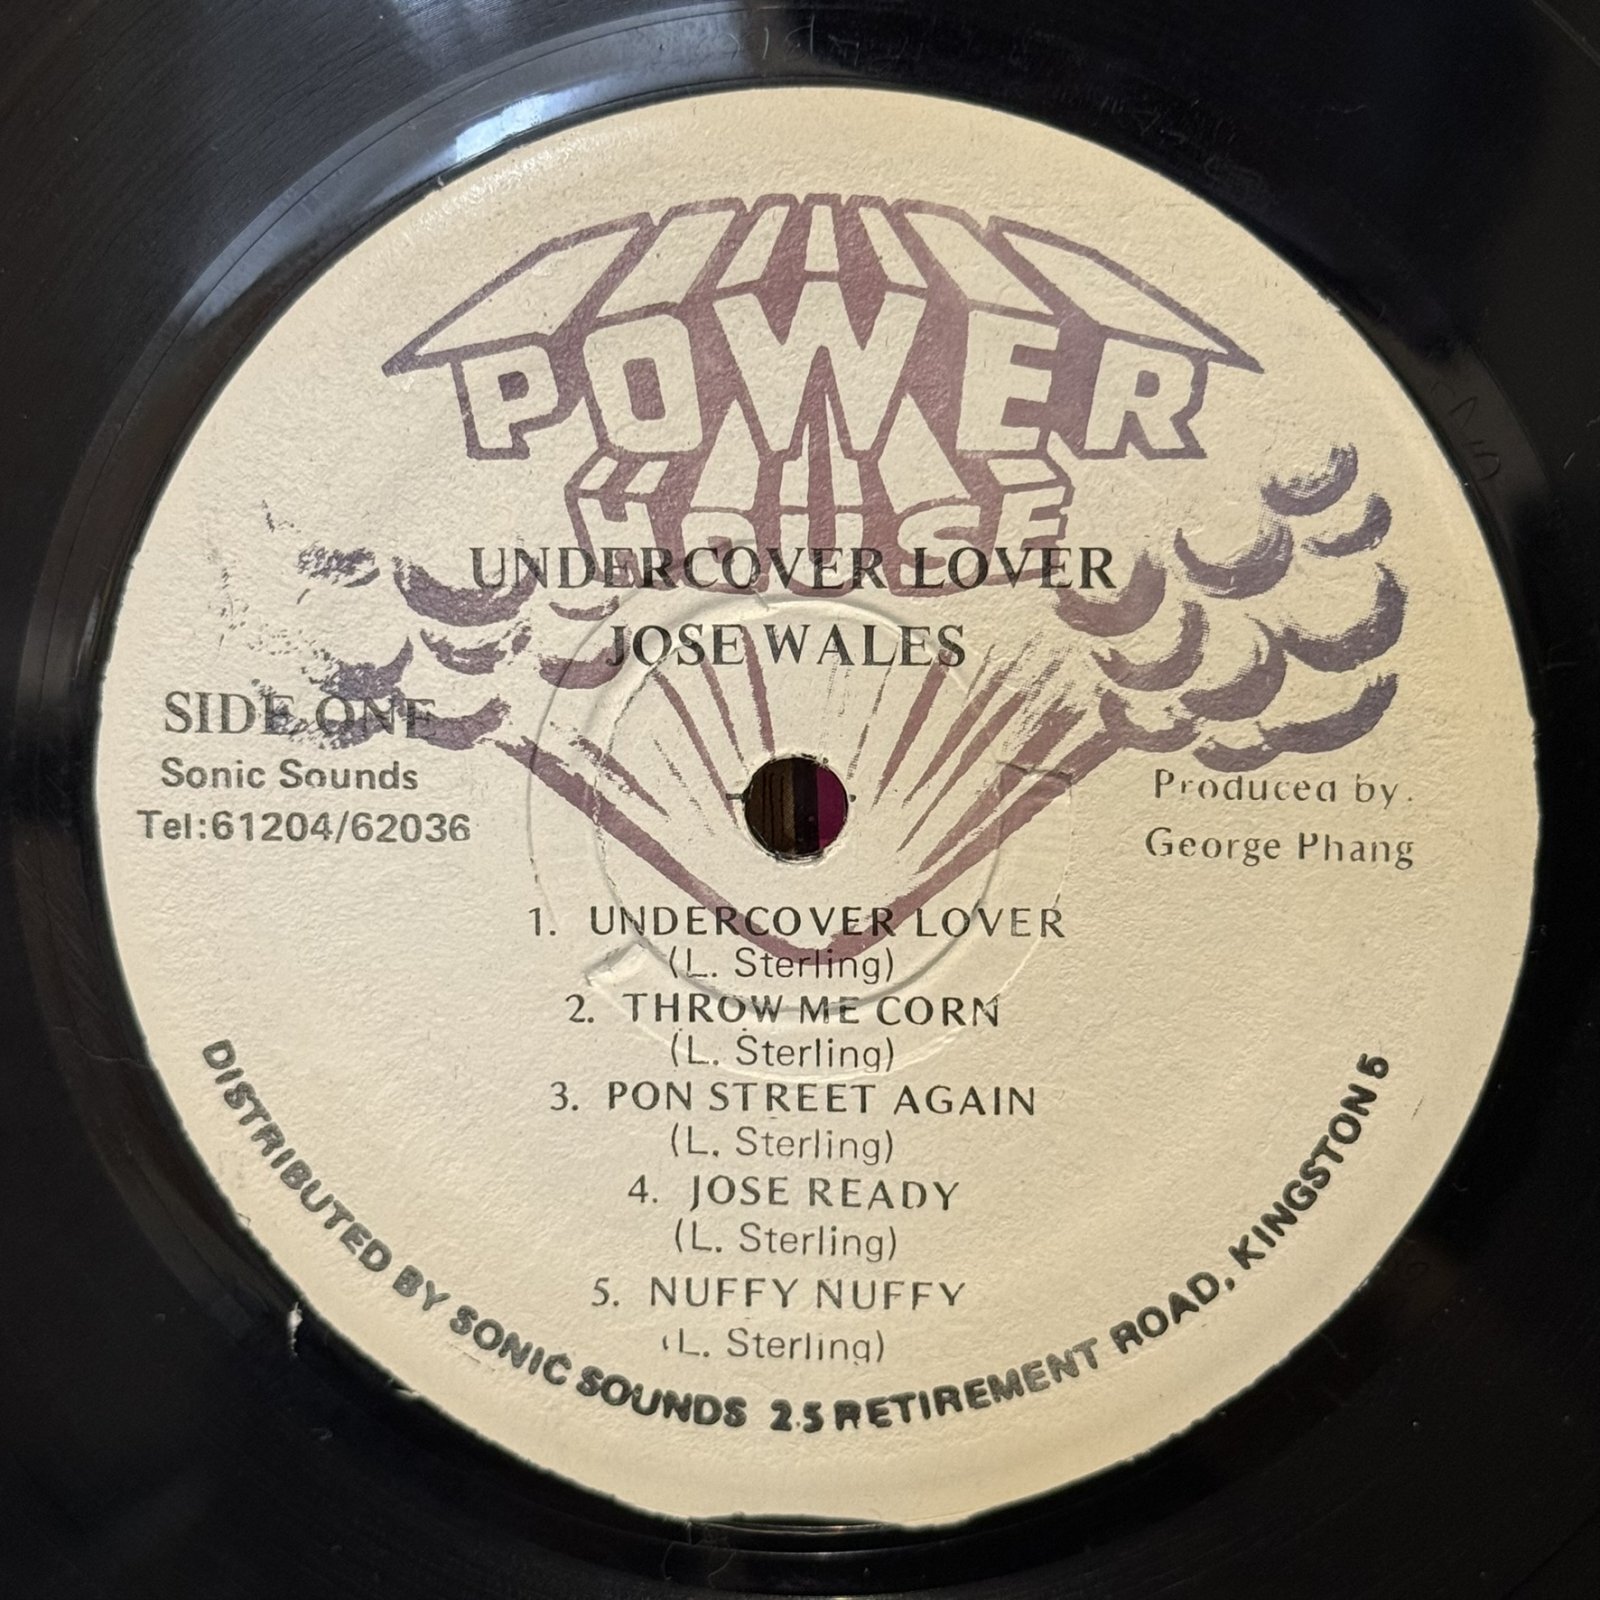 POWER
HOUSE
UNDERCOVER LOVER
JOSE WALES
SIDE ONE
Sonic Sounds
Tel:61204/62036
Produced by.
George Phang
1. UNDERCOVER LOVER
(L. Sterling)
2. THROW ME CORN
(L. Sterling)
3. PON STREET AGAIN
(L. Sterling)
4. JOSE READY
(L. Sterling)
5. NUFFY NUFFY
(L. Sterling)
DISTRIBUTED BY SONIC SOUNDS 2.5 RETIREMENT ROAD, KINGSTON 5